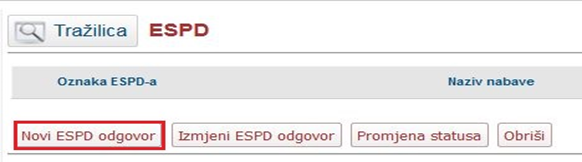 Tražilica ESPD
Oznaka ESPD-a Naziv nabave
Novi ESPD odgovor Izmjeni ESPD odgovor Promjena statusa Obriši